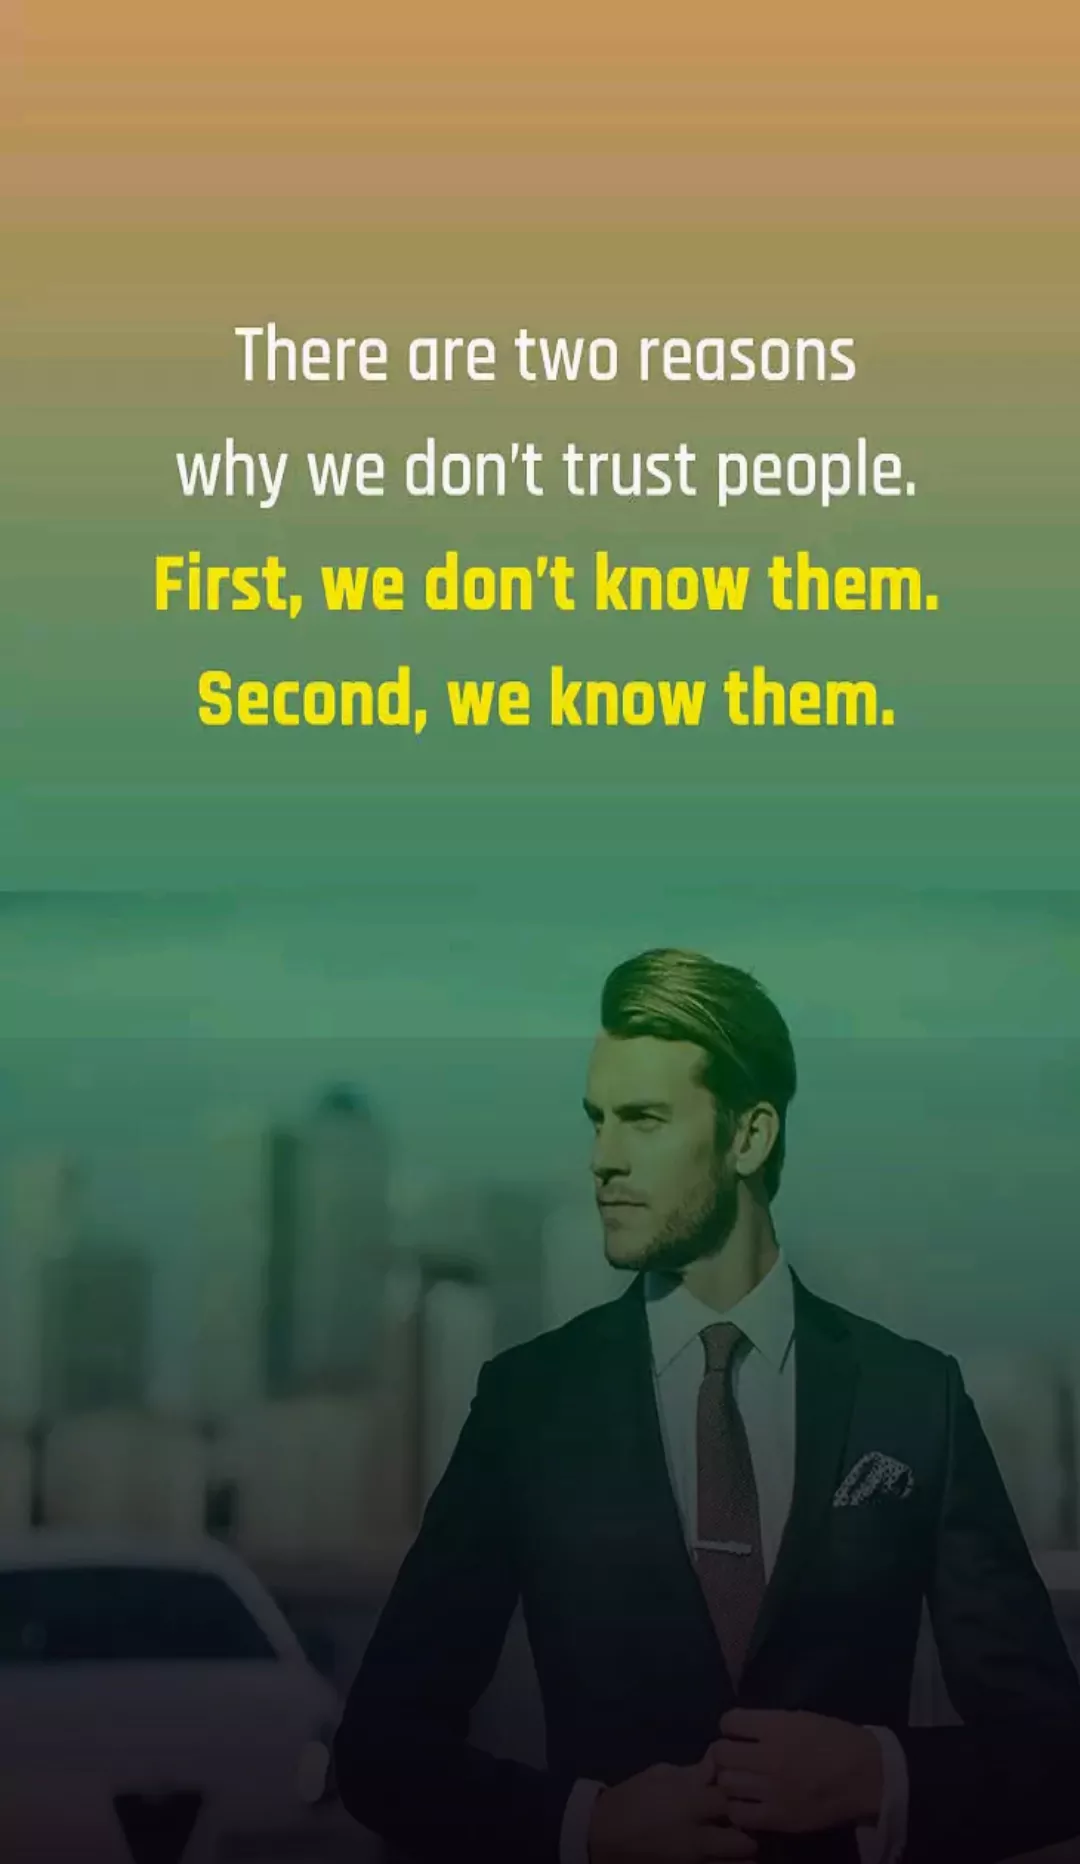 There are two reasons
why we don't trust people.
First, we don't know them.
Second, we know them.